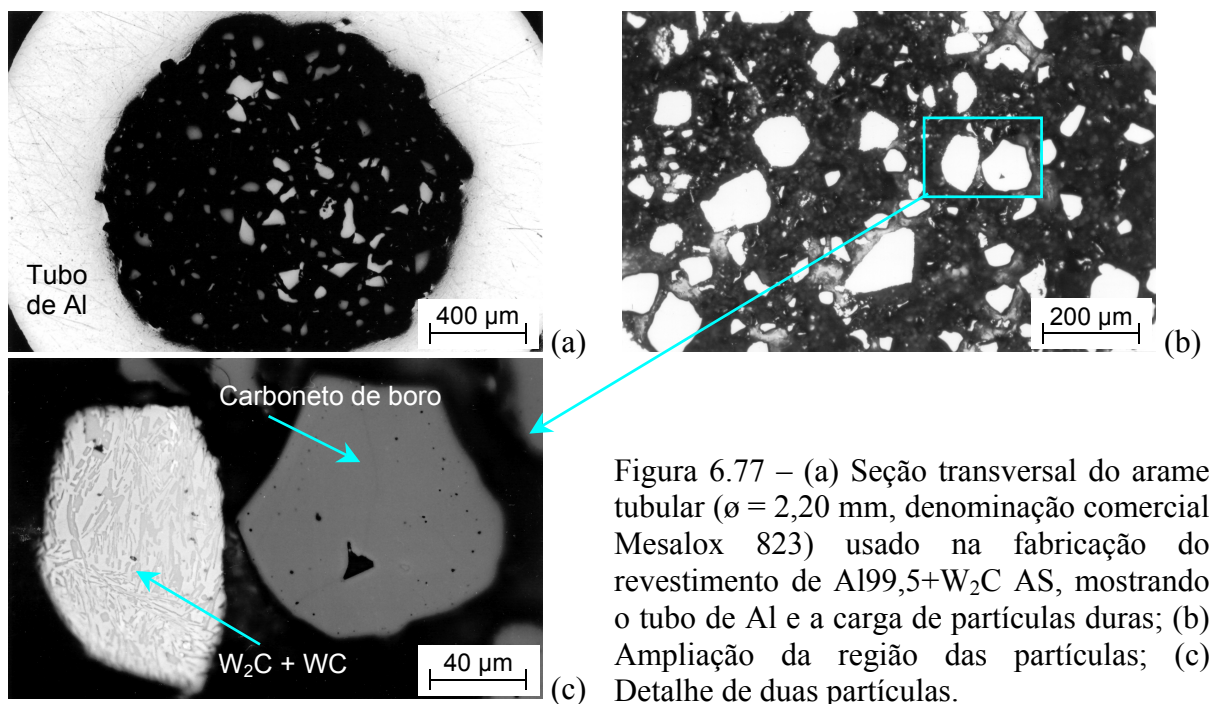 Tubo
de Al
400 µm
(a)
200 µm
(b)
Carboneto de boro
W₂C + WC
40 µm
(c)
Figura 6.77 – (a) Seção transversal do arame
tubular (ø = 2,20 mm, denominação comercial
Mesalox 823) usado na fabricação do
revestimento de Al99,5+W₂C AS, mostrando
o tubo de Al e a carga de partículas duras; (b)
Ampliação da região das partículas; (c)
Detalhe de duas partículas.